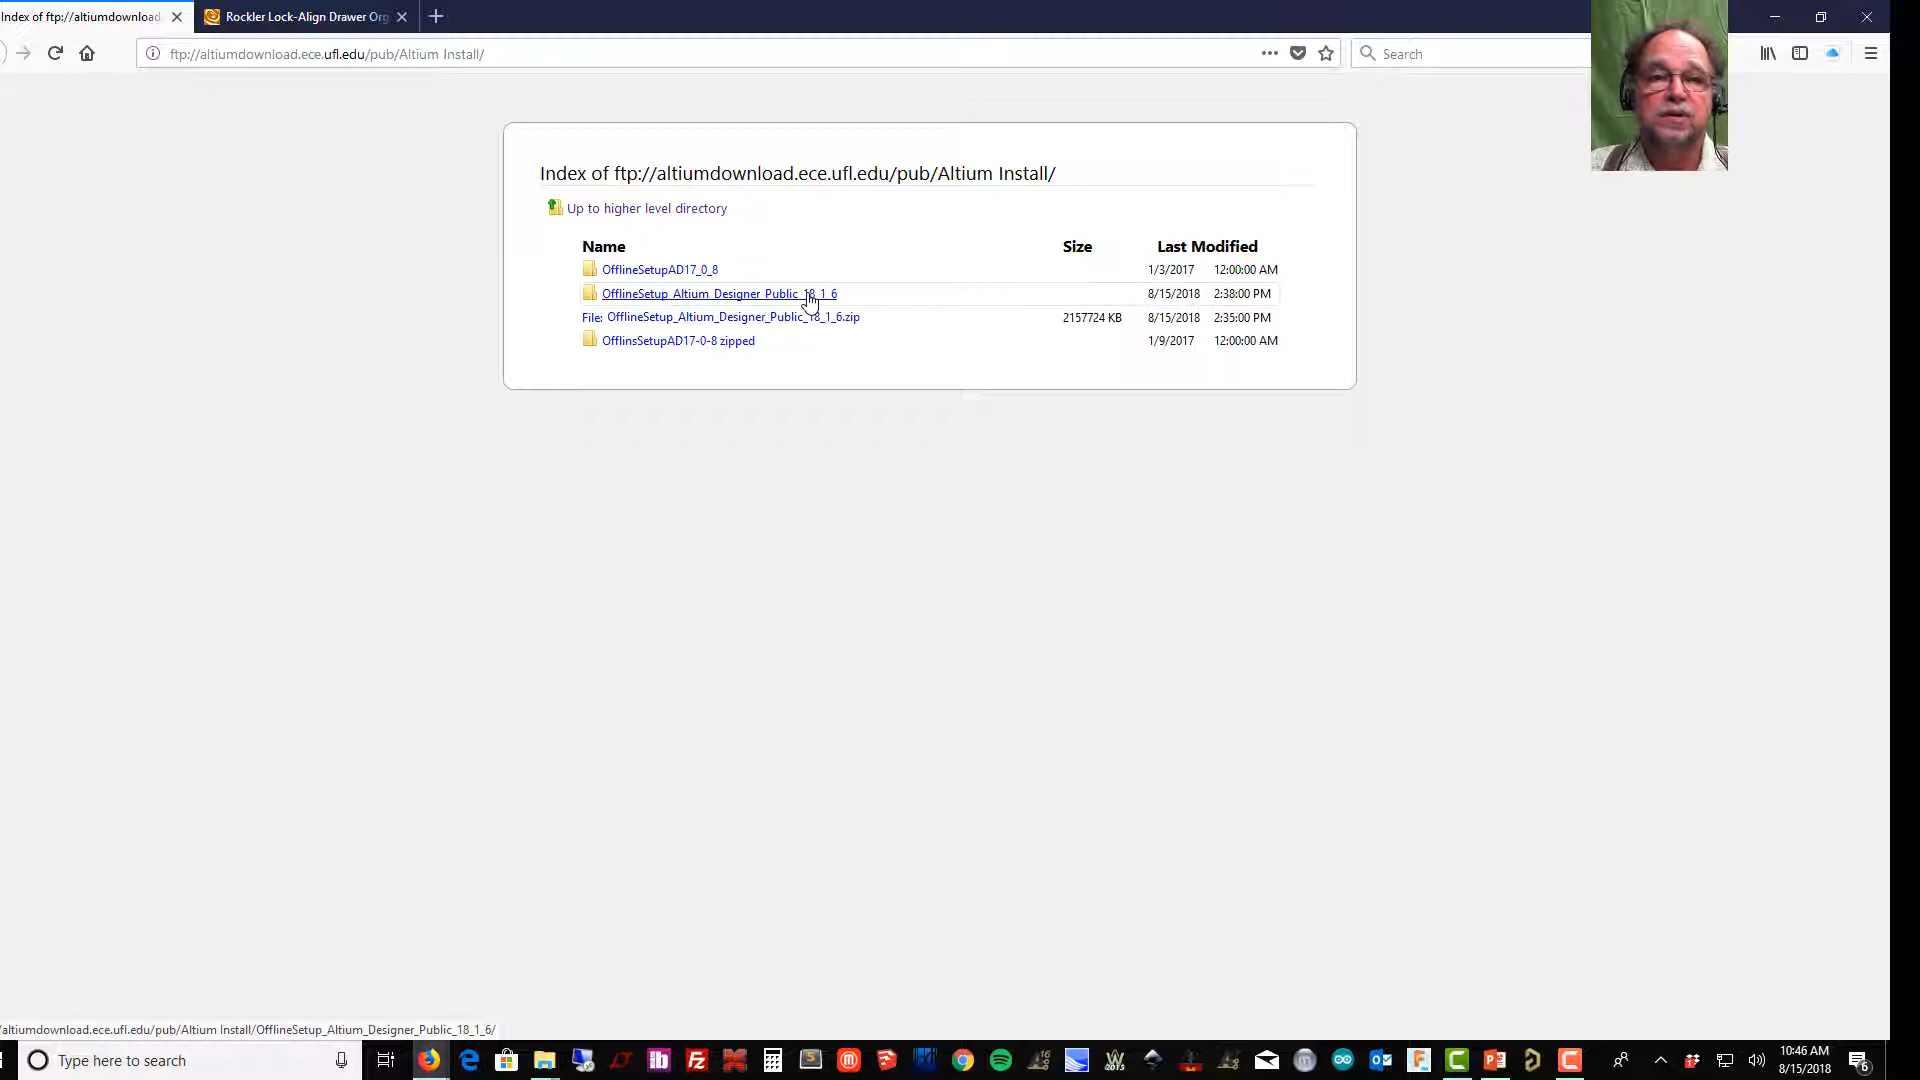 Index of ftp://altiumdownload.
Rockler Lock-Align Drawer Org
ftp://altiumdownload.ece.ufl.edu/pub/Altium Install/
Search
Index of ftp://altiumdownload.ece.ufl.edu/pub/Altium Install/
Up to higher level directory
Name Size Last Modified
OfflineSetupAD17_0_8 1/3/2017 12:00:00 AM
OfflineSetup_Altium_Designer_Public_18_1_6 8/15/2018 2:38:00 PM
File: OfflineSetup_Altium_Designer_Public_18_1_6.zip 2157724 KB 8/15/2018 2:35:00 PM
OfflinsSetupAD17-0-8 zipped 1/9/2017 12:00:00 AM
/altiumdownload.ece.ufl.edu/pub/Altium Install/OfflineSetup_Altium_Designer_Public_18_1_6/
Type here to search
10:46 AM
8/15/2018
6